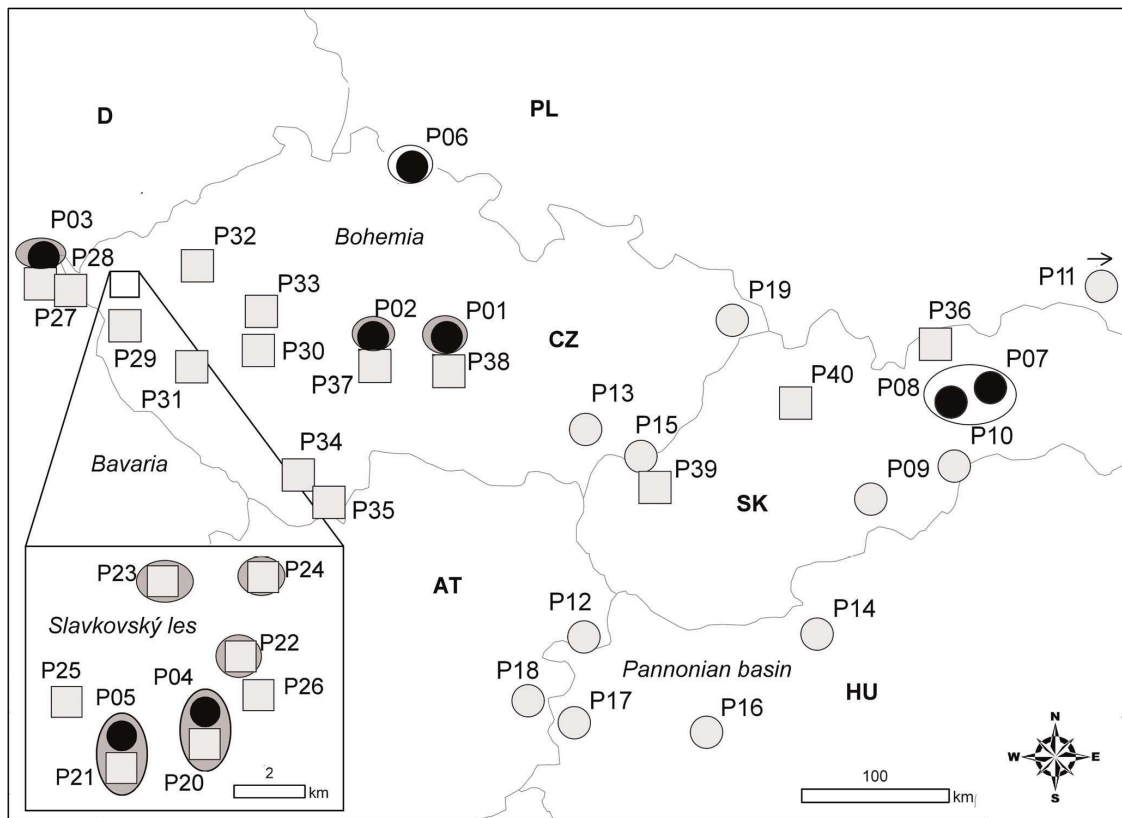 D
PL
P06
P03
P32
Bohemia
P28
P11
P33
P19
P27
P02
P01
P36
P29
P30
CZ
P07
P31
P37
P38
P08
P40
P13
P10
P15
P34
Bavaria
P39
P09
P35
SK
AT
P12
P14
Pannonian basin
P18
HU
P17
P16
P23
P24
Slavkovský les
P22
P25
P04
P26
P05
P21
P20
2
km
100
km
N
W
E
S